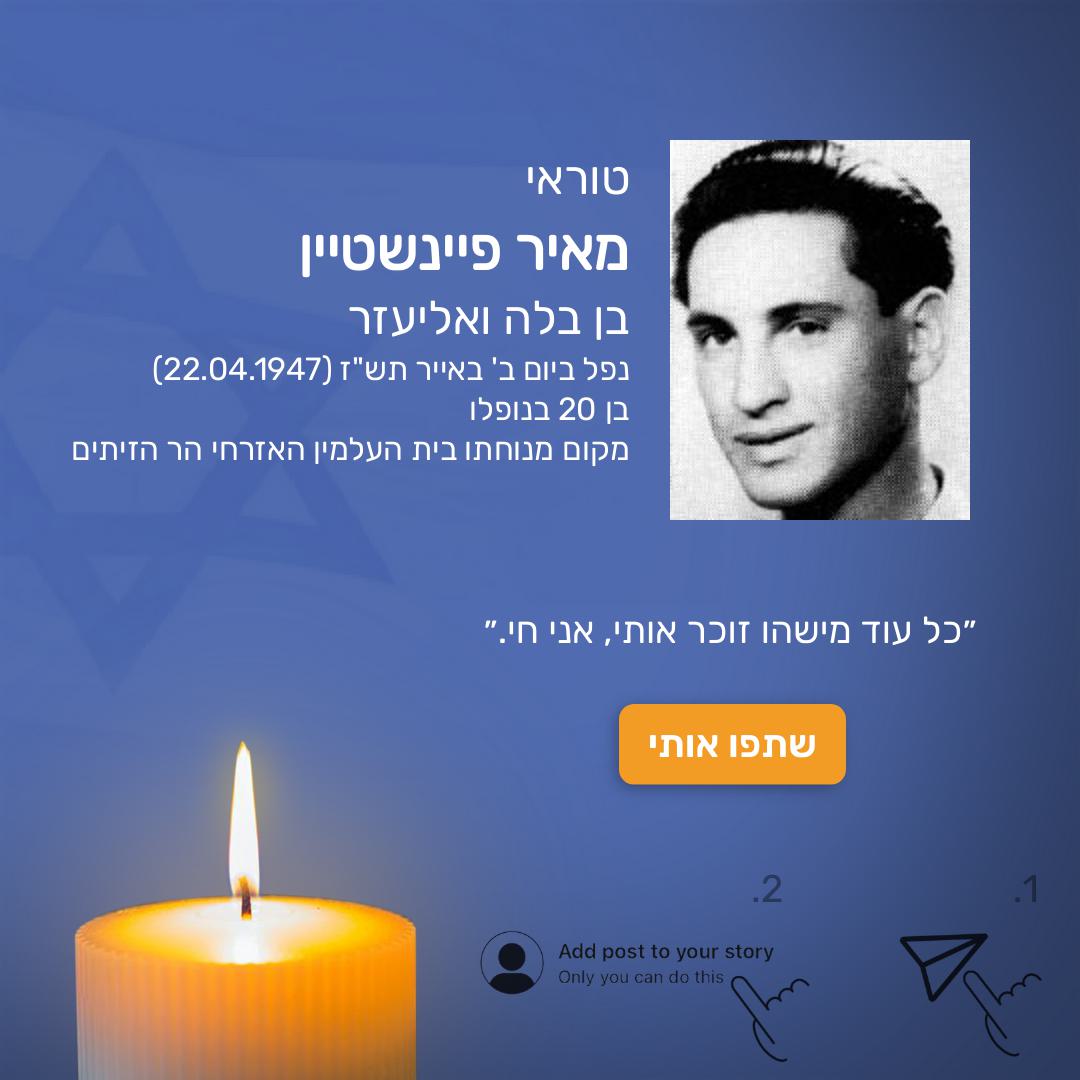 טוראי
מאיר פיינשטיין
בן בלה ואליעזר
נפל ביום ב' באייר תש"ז (22.04.1947)
בן 20 בנופלו
מקום מנוחתו בית העלמין האזרחי הר הזיתים
״כל עוד מישהו זוכר אותי, אני חי.״
שתפו אותי
1.
2.
Add post to your story
Only you can do this